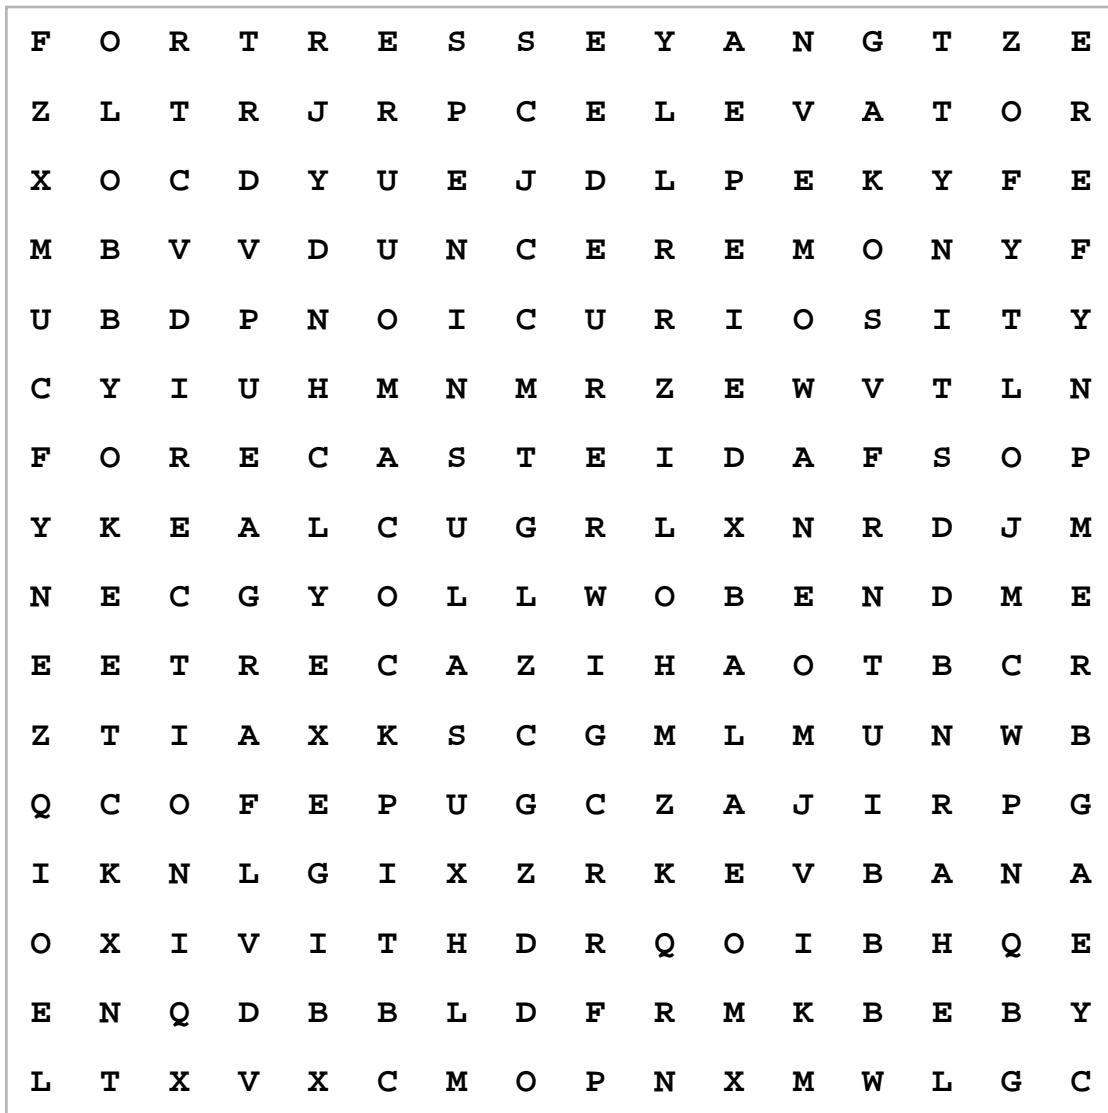 F O R T R E S S E Y A N G T Z E
Z L T R J R P C E L E V A T O R
X O C D Y U E J D L P E K Y F E
M B V V D U N C E R E M O N Y F
U B D P N O I C U R I O S I T Y
C Y I U H M N M R Z E W V T L N
F O R E C A S T E I D A F S O P
Y K E A L C U G R L X N R D J M
N E C G Y O L L W O B E N D M E
E E T R E C A Z I H A O T B C R
Z T I A X K S C G M L M U N W B
Q C O F E P U G C Z A J I R P G
I K N L G I X Z R K E V B A N A
O X I V I T H D R Q O I B H Q E
E N Q D B B L D F R M K B E B Y
L T X V X C M O P N X M W L G C